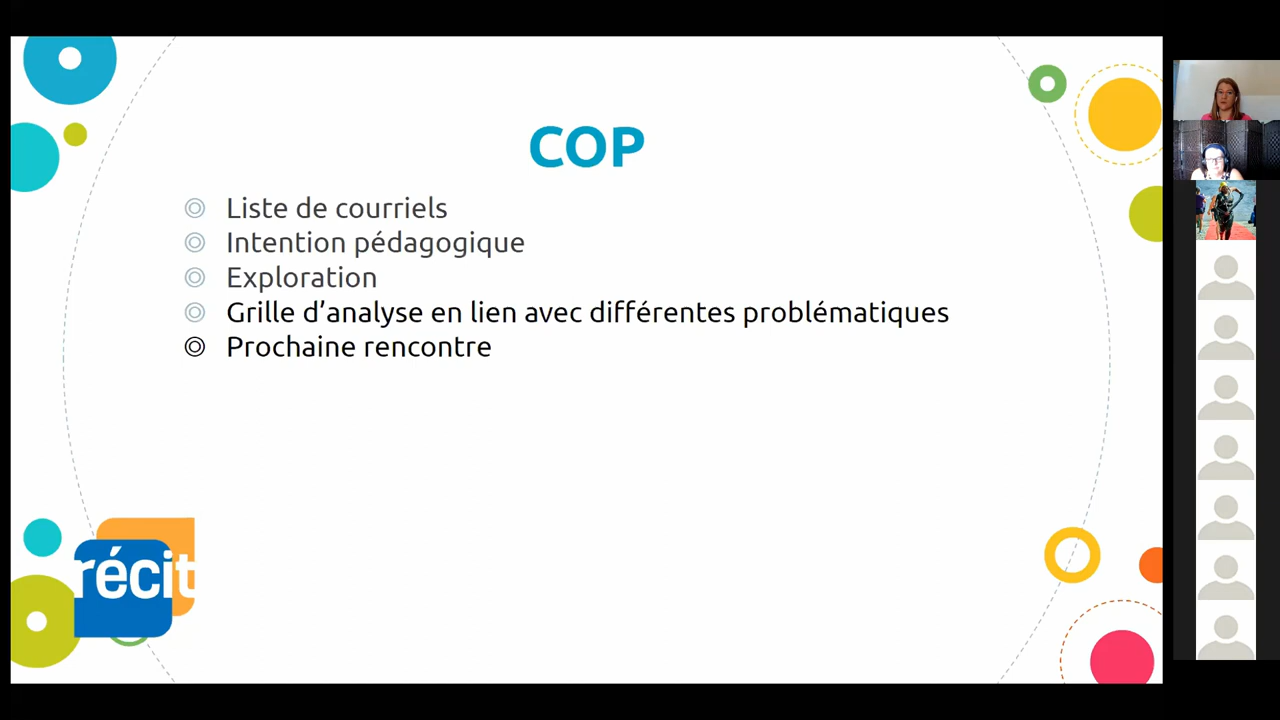 COP
Liste de courriels
Intention pédagogique
Exploration
Grille d’analyse en lien avec différentes problématiques
Prochaine rencontre
récit